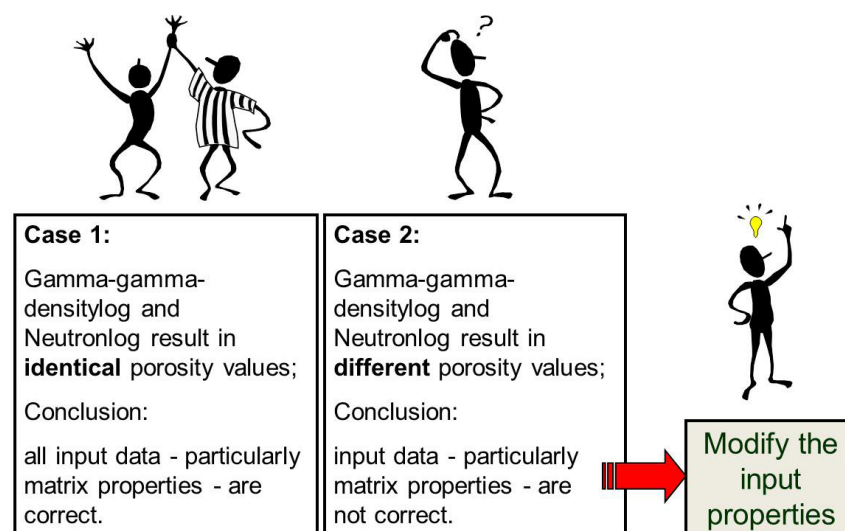 ?
Case 1:
Gamma-gamma-
densitylog and
Neutronlog result in
identical porosity values;
Conclusion:
all input data - particularly
matrix properties - are
correct.
Case 2:
Gamma-gamma-
densitylog and
Neutronlog result in
different porosity values;
Conclusion:
input data - particularly
matrix properties - are
not correct.
Modify the
input
properties